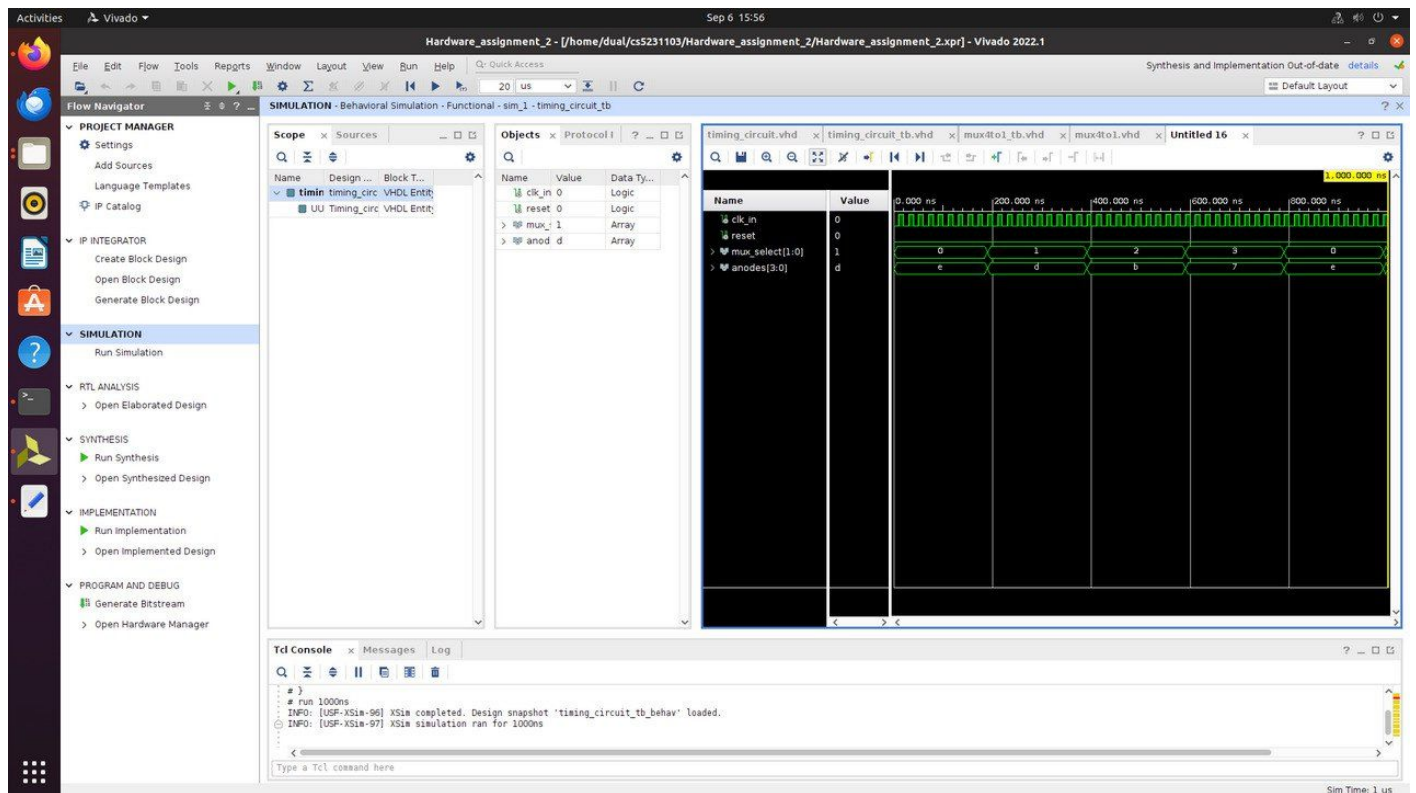 Activities Vivado Sep 6 15:56
Hardware_assignment_2 - [/home/dual/cs5231103/Hardware_assignment_2/Hardware_assignment_2.xpr] - Vivado 2022.1
File Edit Flow Tools Reports Window Layout View Run Help Quick Access Synthesis and Implementation Out-of-date details
20 us Default Layout
Flow Navigator
SIMULATION - Behavioral Simulation - Functional - sim_1 - timing_circuit_tb
PROJECT MANAGER
Settings
Add Sources
Language Templates
IP Catalog
IP INTEGRATOR
Create Block Design
Open Block Design
Generate Block Design
SIMULATION
Run Simulation
RTL ANALYSIS
Open Elaborated Design
SYNTHESIS
Run Synthesis
Open Synthesized Design
IMPLEMENTATION
Run Implementation
Open Implemented Design
PROGRAM AND DEBUG
Generate Bitstream
Open Hardware Manager
Scope Sources
Name Design ... Block T...
timin timing_circ VHDL Entit
UU Timing_circ VHDL Entit
Objects Protocol I
Name Value Data Ty...
clk_in 0 Logic
reset 0 Logic
mux_ 1 Array
anod d Array
timing_circuit.vhd timing_circuit_tb.vhd mux4to1_tb.vhd mux4to1.vhd Untitled 16
1,000.000 ns
Name Value 0.000 ns 200.000 ns 400.000 ns 600.000 ns 800.000 ns
clk_in 0
reset 0
mux_select[1:0] 1 0 1 2 3 0
anodes[3:0] d e d b 7 e
Tcl Console Messages Log
# }
# run 1000ns
INFO: [USF-XSim-96] XSim completed. Design snapshot 'timing_circuit_tb_behav' loaded.
INFO: [USF-XSim-97] XSim simulation ran for 1000ns
Type a Tcl command here
Sim Time: 1 us